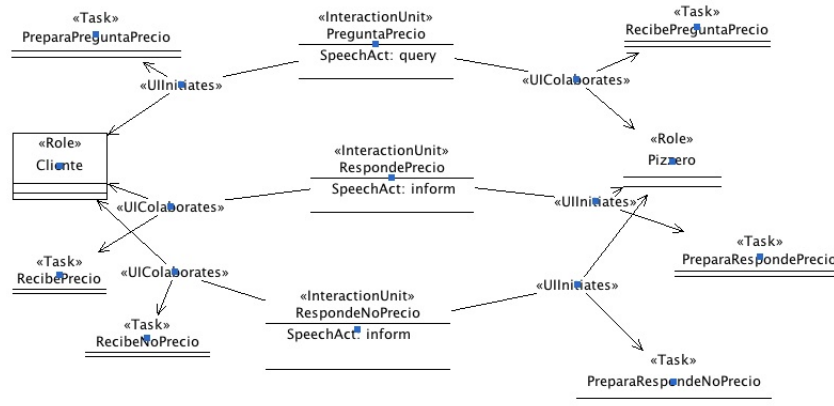 «Task»
PreparaPreguntaPrecio
«InteractionUnit»
PreguntaPrecio
SpeechAct: query
«Task»
RecibePreguntaPrecio
«UIInitiates»
«UIColaborates»
«Role»
Cliente
«InteractionUnit»
RespondePrecio
SpeechAct: inform
«Role»
Pizzero
«UIColaborates»
«UIInitiates»
«Task»
RecibePrecio
«UIColaborates»
«Task»
PreparaRespondePrecio
«UIInitiates»
«InteractionUnit»
RespondeNoPrecio
SpeechAct: inform
«Task»
RecibeNoPrecio
«Task»
PreparaRespondeNoPrecio